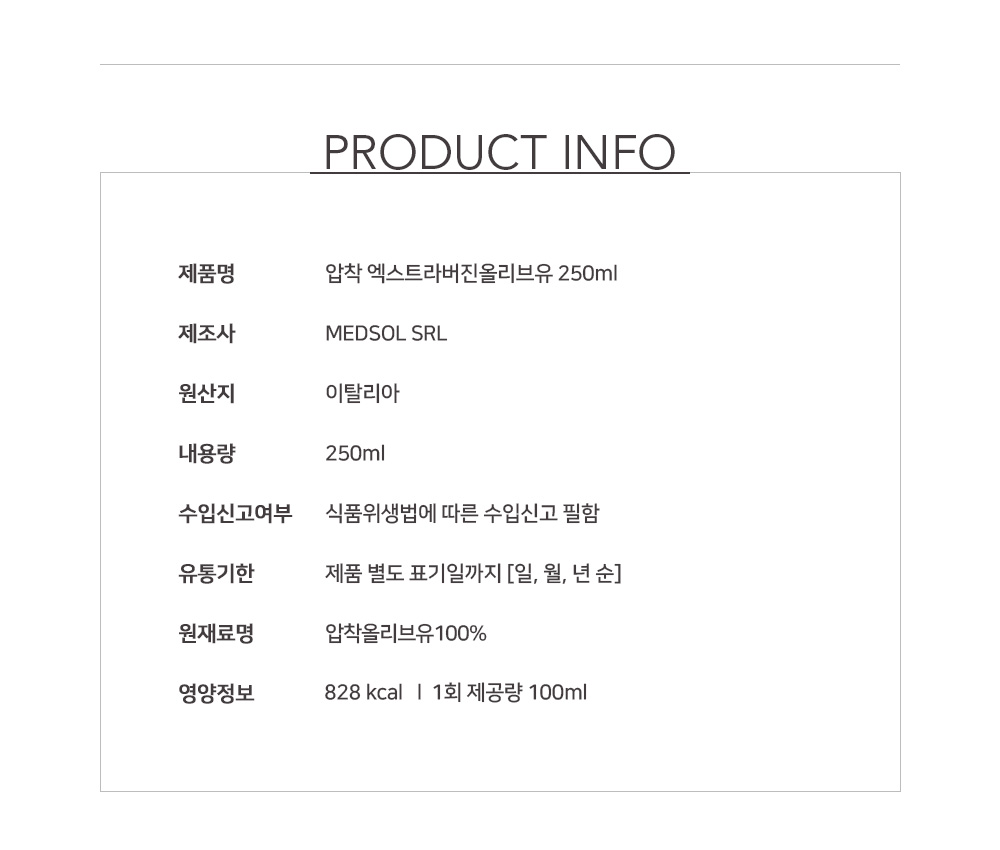 PRODUCT INFO
제품명 압착 엑스트라버진올리브유 250ml
제조사 MEDSOL SRL
원산지 이탈리아
내용량 250ml
수입신고여부 식품위생법에 따른 수입신고 필함
유통기한 제품 별도 표기일까지 [일, 월, 년 순]
원재료명 압착올리브유100%
영양정보 828 kcal ㅣ 1회 제공량 100ml